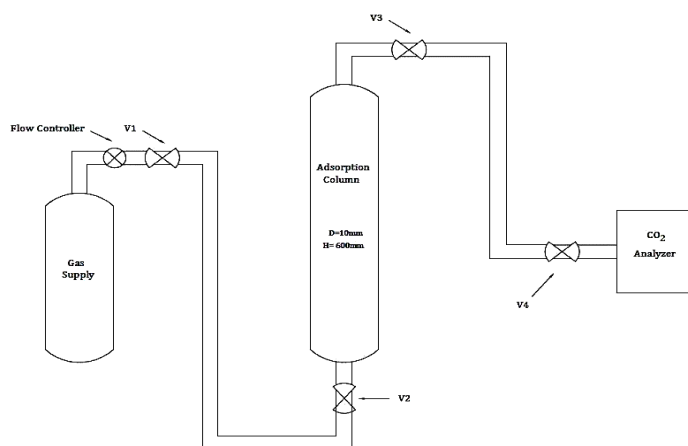 V3
Flow Controller
V1
Adsorption
Column
D=10mm
H= 600mm
Gas
Supply
CO₂
Analyzer
V4
V2